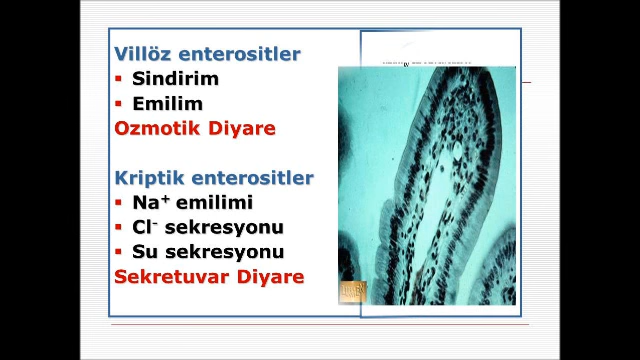 Villöz enterositler
▪ Sindirim
▪ Emilim
Ozmotik Diyare
Kriptik enterositler
▪ Na⁺ emilimi
▪ Cl⁻ sekresyonu
▪ Su sekresyonu
Sekretuvar Diyare